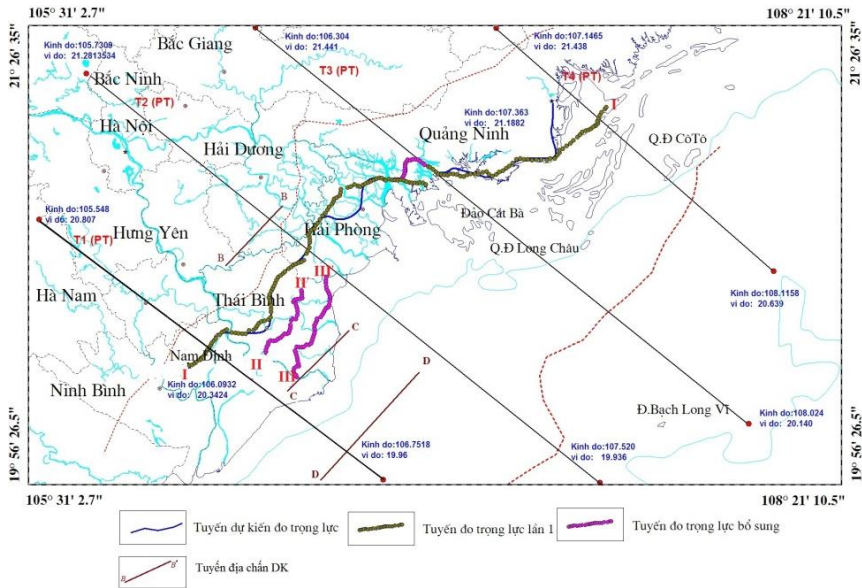 105° 31' 2.7"
108° 21' 10.5"
21° 26' 35"
21° 26' 35"
Kinh do:106.304
vi do: 21.441
Kinh do:107.1465
vi do: 21.438
Bắc Giang
Kinh do:105.7309
vi do: 21.2813534
T3 (PT)
T4 (PT)
Bắc Ninh
T2 (PT)
I
Hà Nội
Kinh do:107.363
vi do: 21.1882
Quảng Ninh
Q.Đ CôTô
Hải Dương
Kinh do:105.548
vi do: 20.807
B
Đảo Cát Bà
Hưng Yên
Hải Phòng
T1 (PT)
Q.Đ Long Châu
B
II'
III'
Hà Nam
Thái Bình
Kinh do:108.1158
vi do: 20.639
C
Nam Định
II
I
III
D
Ninh Bình
Kinh do:106.0932
vi do: 20.3424
C
Đ.Bạch Long Vĩ
Kinh do:108.024
vi do: 20.140
Kinh do:106.7518
vi do: 19.96
D
Kinh do:107.520
vi do: 19.936
19° 56' 26.5"
19° 56' 26.5"
105° 31' 2.7"
108° 21' 10.5"
Tuyến dự kiến đo trọng lực
Tuyến đo trọng lực lần 1
Tuyến đo trọng lực bổ sung
B
B'
Tuyến địa chấn DK